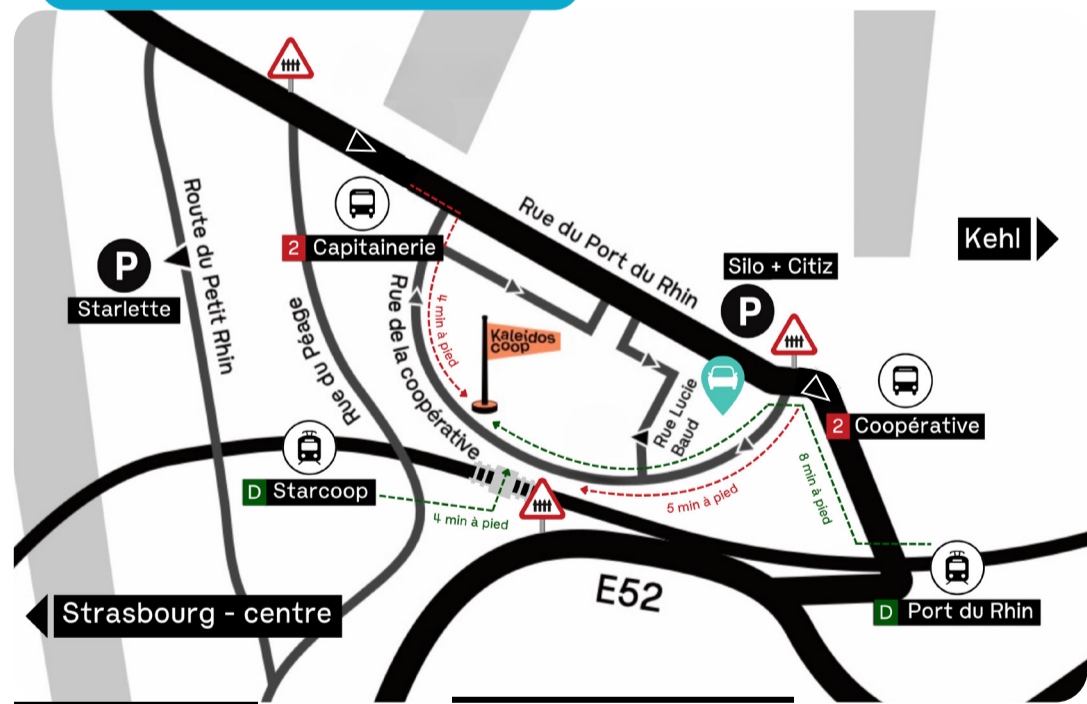 Rue du Port du Rhin
Kehl
Silo + Citiz
P
P
Starlette
Route du Petit Rhin
2 Capitainerie
Rue du Péage
Rue de la coopérative
4 min à pied
Kaleidos
coop
Rue Lucie
Baud
2 Coopérative
D Starcoop
4 min à pied
5 min à pied
8 min à pied
E52
Strasbourg - centre
D Port du Rhin